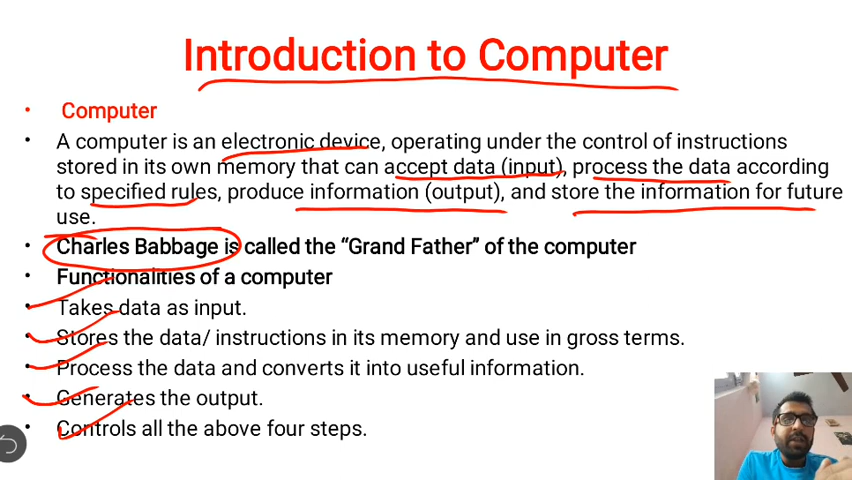 Introduction to Computer
• Computer
• A computer is an electronic device, operating under the control of instructions
stored in its own memory that can accept data (input), process the data according
to specified rules, produce information (output), and store the information for future
use.
• Charles Babbage is called the “Grand Father” of the computer
• Functionalities of a computer
• Takes data as input.
• Stores the data/ instructions in its memory and use in gross terms.
• Process the data and converts it into useful information.
• Generates the output.
• Controls all the above four steps.